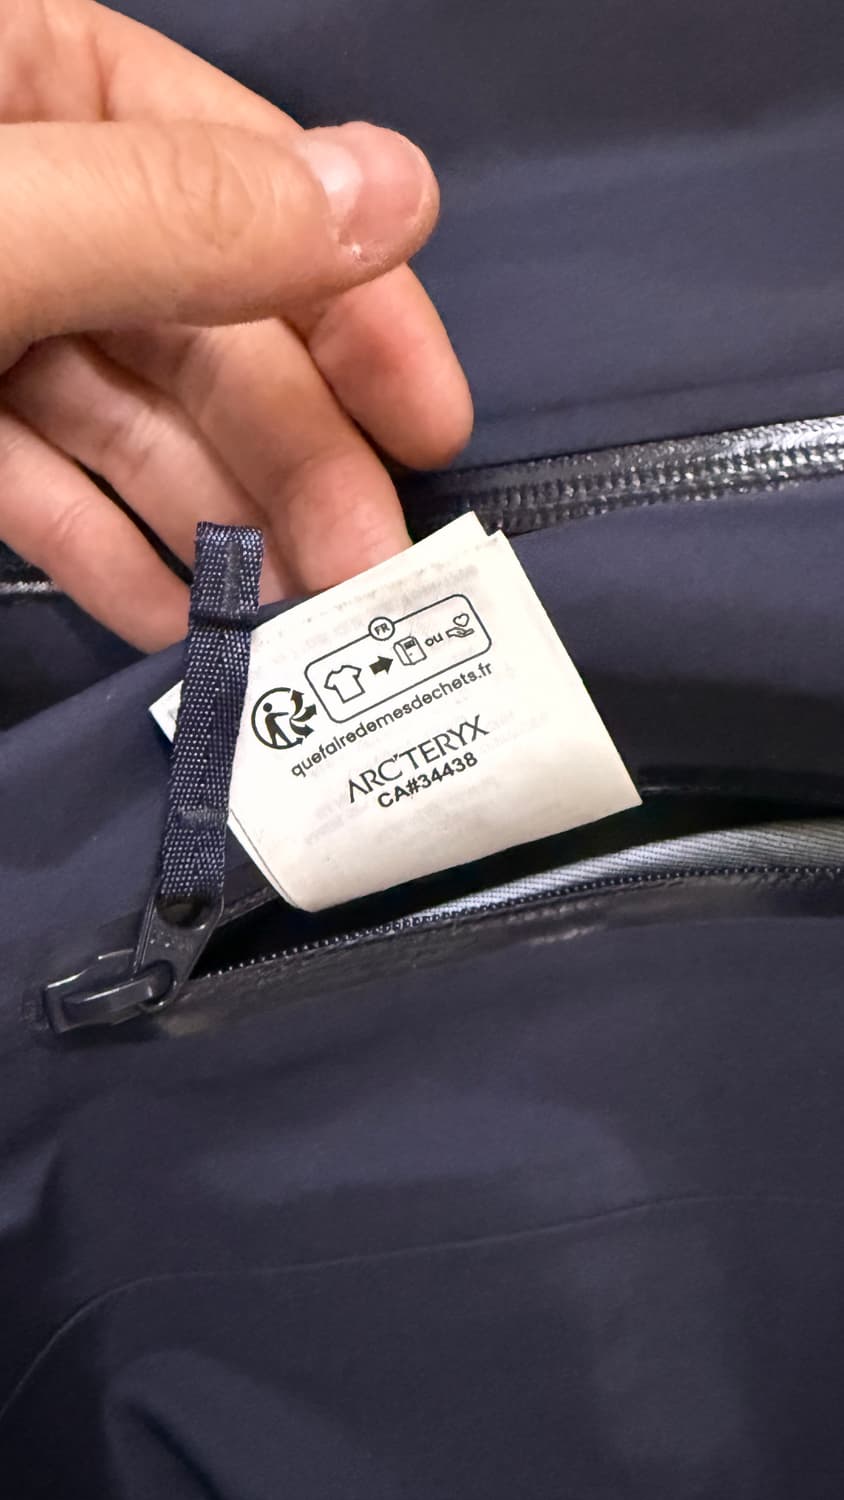 FR
ou
quefairedemesdechets.fr
ARC'TERYX
CA#34438